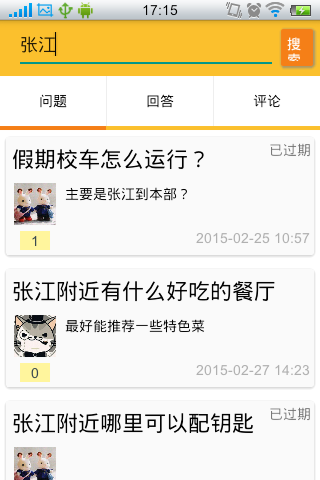 17:15
张江
搜索
问题
回答
评论
假期校车怎么运行？
已过期
主要是张江到本部？
1
2015-02-25 10:57
张江附近有什么好吃的餐厅
最好能推荐一些特色菜
0
2015-02-27 14:23
张江附近哪里可以配钥匙
已过期